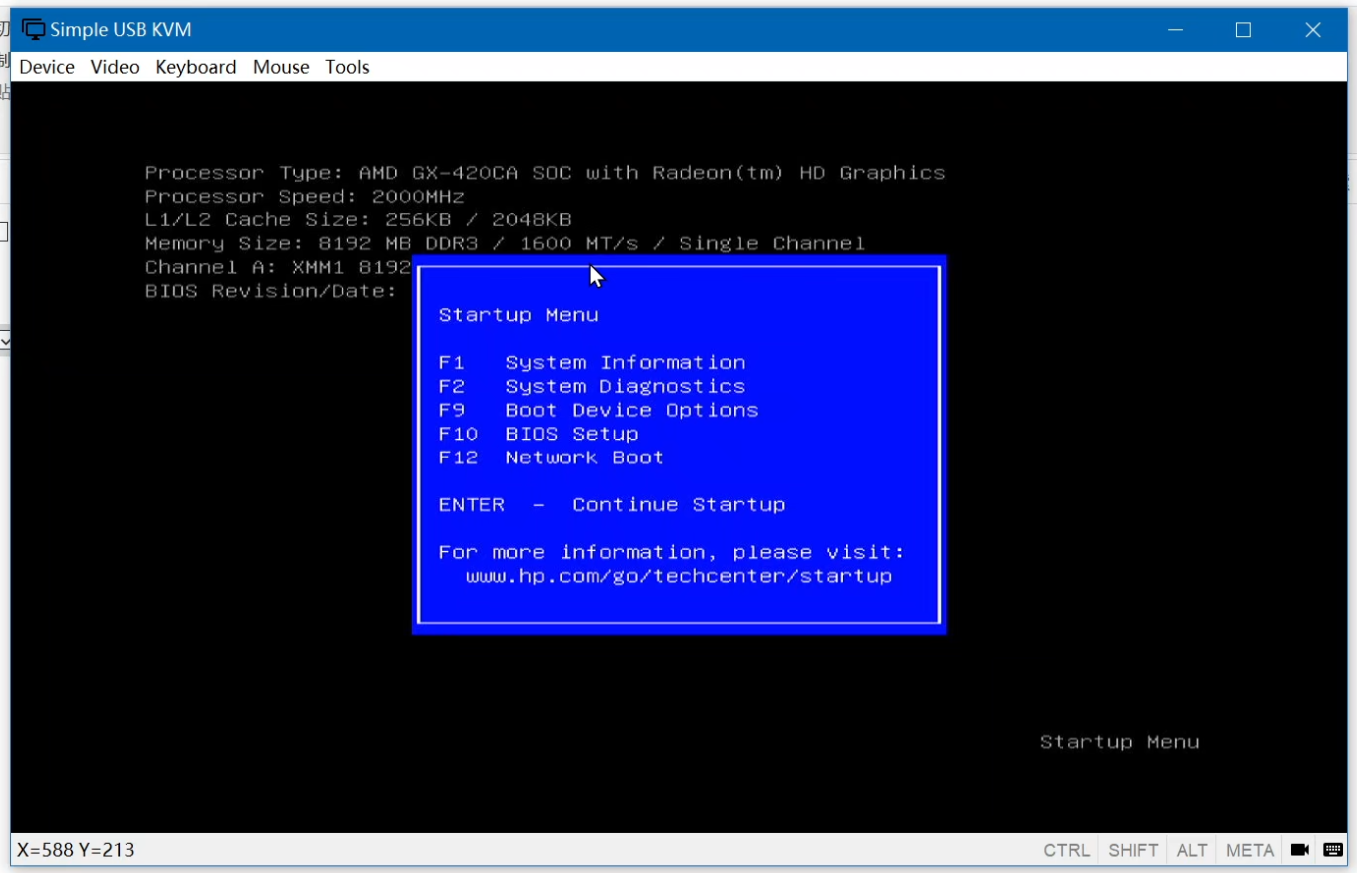 Simple USB KVM
Device Video Keyboard Mouse Tools
Processor Type: AMD GX-420CA SOC with Radeon(tm) HD Graphics
Processor Speed: 2000MHz
L1/L2 Cache Size: 256KB / 2048KB
Memory Size: 8192 MB DDR3 / 1600 MT/s / Single Channel
Channel A: XMM1 8192
BIOS Revision/Date:
Startup Menu
F1 System Information
F2 System Diagnostics
F9 Boot Device Options
F10 BIOS Setup
F12 Network Boot
ENTER - Continue Startup
For more information, please visit:
www.hp.com/go/techcenter/startup
Startup Menu
X=588 Y=213
CTRL SHIFT ALT META